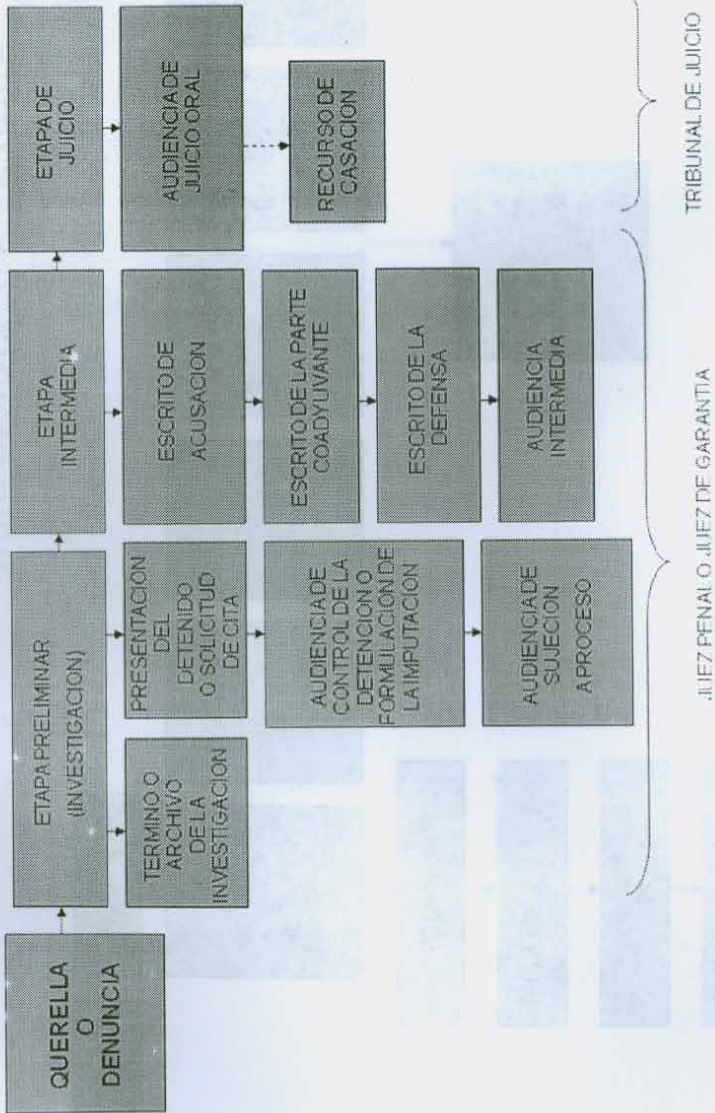 QUERELLA
O
DENUNCIA
ETAPA PRELIMINAR
(INVESTIGACION)
TERMINO O
ARCHIVO
DE LA
INVESTIGACION
PRESENTACION
DEL
DETENIDO
O SOLICITUD
DE CITA
AUDIENCIA DE
CONTROL DE LA
DETENCION O
FORMULACION DE
LA IMPUTACION
AUDIENCIA DE
SUJECION
A PROCESO
ETAPA
INTERMEDIA
ESCRITO DE
ACUSACION
ESCRITO DE LA PARTE
COADYUVANTE
ESCRITO DE LA
DEFENSA
AUDIENCIA
INTERMEDIA
ETAPA DE
JUICIO
AUDIENCIA DE
JUICIO ORAL
RECURSO DE
CASACION
JUEZ PENAL O JUEZ DE GARANTIA
TRIBUNAL DE JUICIO